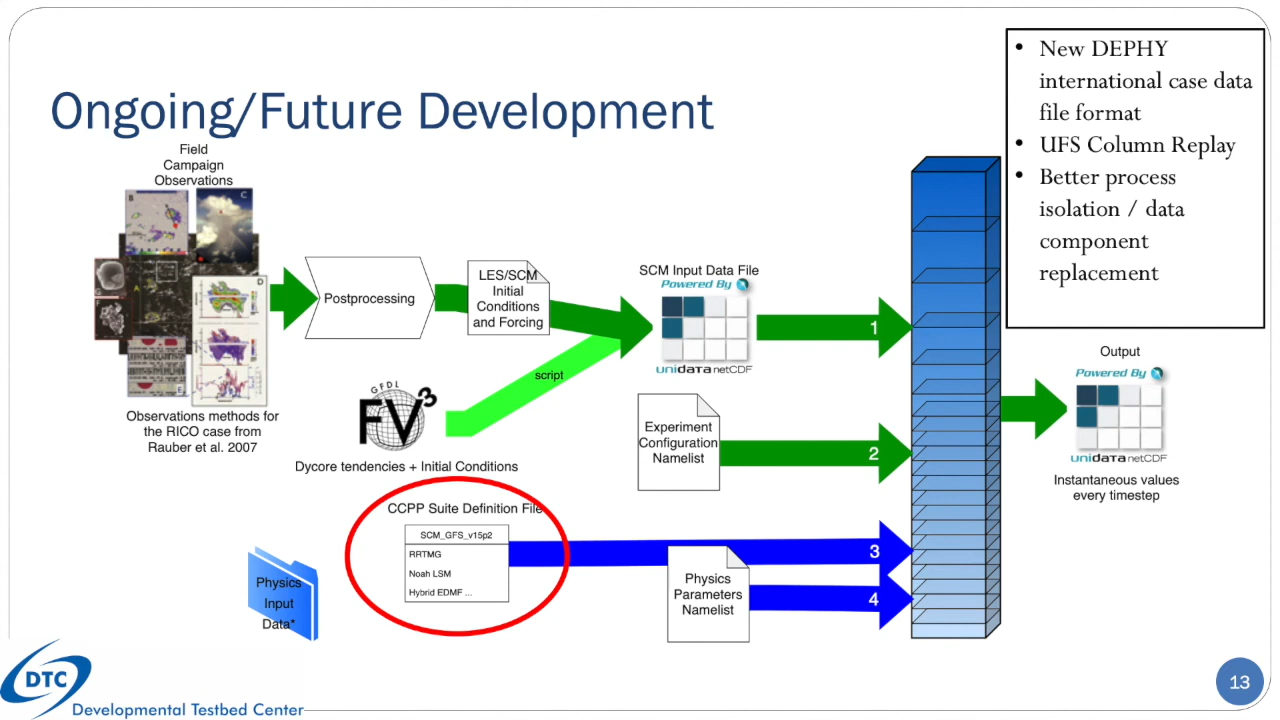 Ongoing/Future Development
• New DEPHY
international case data
file format
• UFS Column Replay
• Better process
isolation / data
component
replacement
Field
Campaign
Observations
B
C
D
G
F
A
E
Observations methods for
the RICO case from
Rauber et al. 2007
Postprocessing
LES/SCM
Initial
Conditions
and Forcing
script
GFDL
FV3
Dycore tendencies + Initial Conditions
SCM Input Data File
Powered By
unidata netCDF
1
Experiment
Configuration
Namelist
2
CCPP Suite Definition File
SCM_GFS_v15p2
RRTMG
Noah LSM
Hybrid EDMF ...
3
Physics
Input
Data*
Physics
Parameters
Namelist
4
Output
Powered By
unidata netCDF
Instantaneous values
every timestep
DTC
Developmental Testbed Center
13